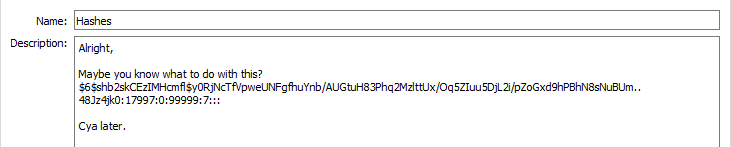 Name: Hashes
Description: Alright,
Maybe you know what to do with this?
$6$shb2skCEzIMHcmfl$y0RjNcTfVpweUNFgfhuYnb/AUGtuH83Phq2MzlttUx/Oq5ZIuu5DjL2i/pZoGxd9hPBhN8sNuBUm..
48Jz4jk0:17997:0:99999:7:::
Cya later.